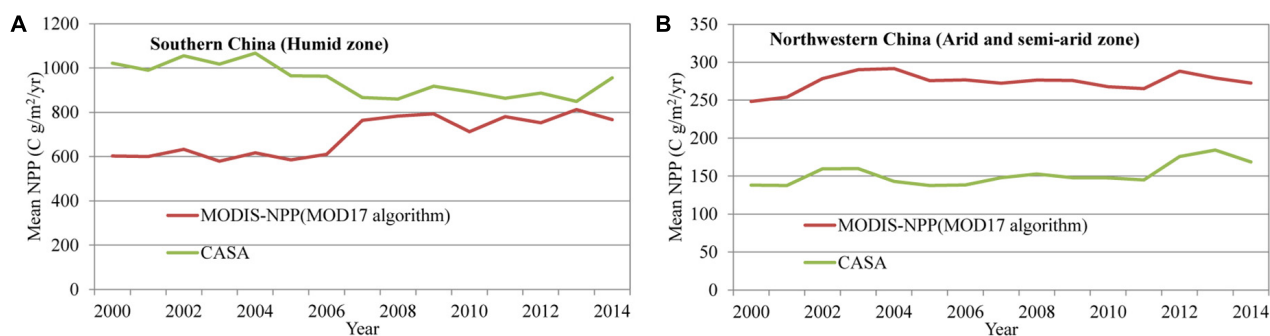 A
Southern China (Humid zone)
Mean NPP (C g/m²/yr)
1200
1000
800
600
400
200
0
MODIS-NPP(MOD17 algorithm)
CASA
2000 2002 2004 2006 2008 2010 2012 2014
Year
B
Northwestern China (Arid and semi-arid zone)
Mean NPP (C g/m²/yr)
350
300
250
200
150
100
50
0
MODIS-NPP(MOD17 algorithm)
CASA
2000 2002 2004 2006 2008 2010 2012 2014
Year